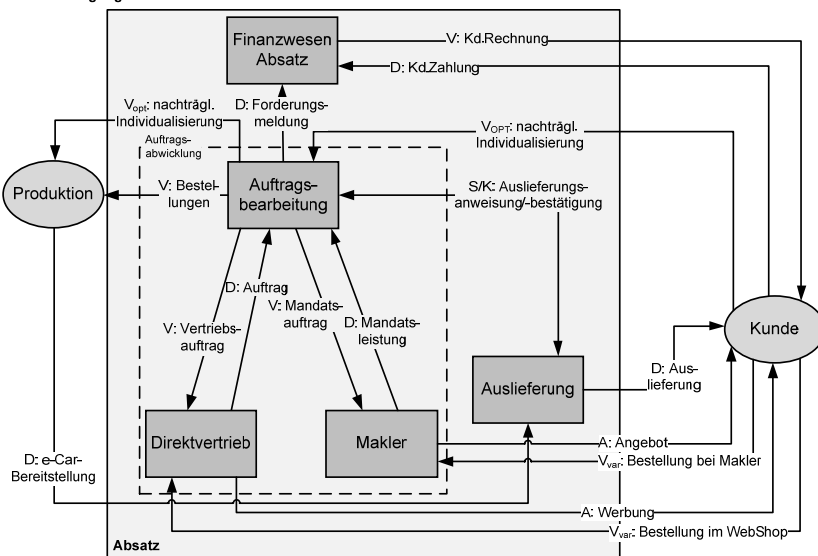 Finanzwesen
Absatz
V: Kd.Rechnung
D: Kd.Zahlung
Vopt: nachträgl.
Individualisierung
D: Forderungs-
meldung
VOPT: nachträgl.
Individualisierung
Auftrags-
abwicklung
Produktion
V: Bestel-
lungen
Auftrags-
bearbeitung
S/K: Auslieferungs-
anweisung/-bestätigung
D: Auftrag
V: Mandats-
auftrag
D: Mandats-
leistung
V: Vertriebs-
auftrag
Kunde
Auslieferung
D: Aus-
lieferung
Direktvertrieb
Makler
A: Angebot
Vvar: Bestellung bei Makler
D: e-Car-
Bereitstellung
A: Werbung
Vvar: Bestellung im WebShop
Absatz